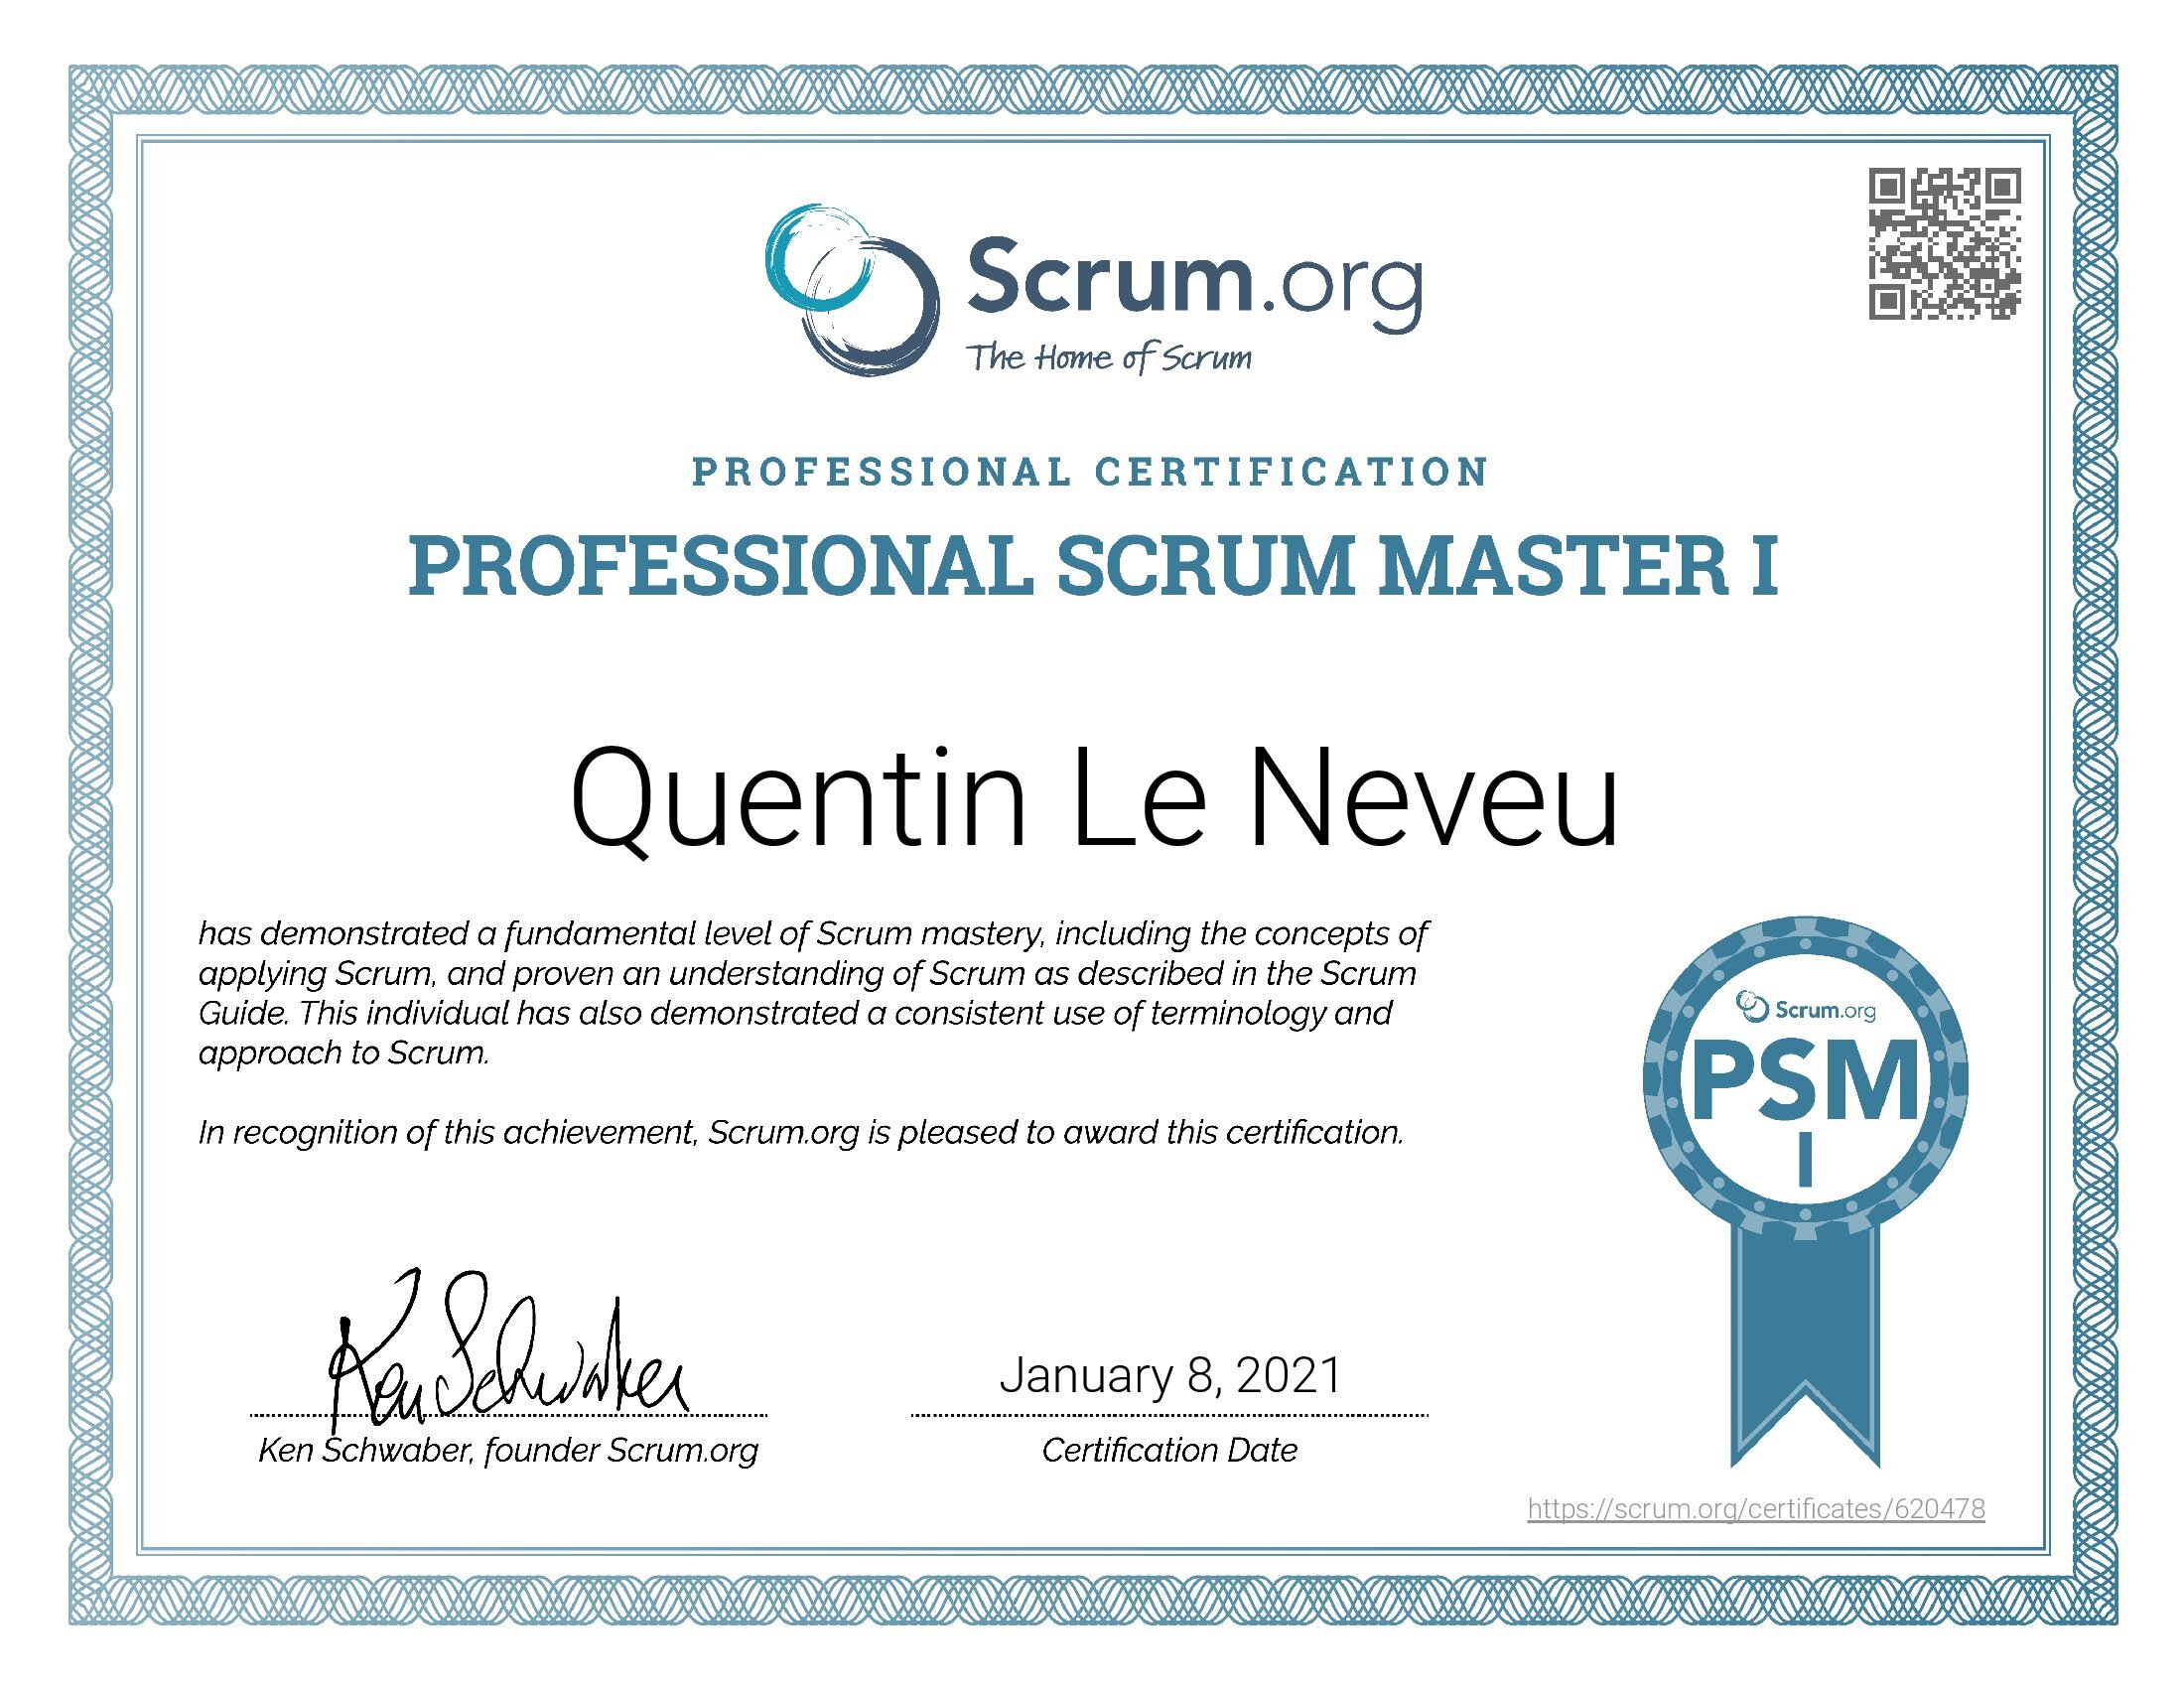 Scrum.org
The Home of Scrum
PROFESSIONAL CERTIFICATION
PROFESSIONAL SCRUM MASTER I
Quentin Le Neveu
has demonstrated a fundamental level of Scrum mastery, including the concepts of
applying Scrum, and proven an understanding of Scrum as described in the Scrum
Guide. This individual has also demonstrated a consistent use of terminology and
approach to Scrum.
In recognition of this achievement, Scrum.org is pleased to award this certification.
Scrum.org
PSM
I
Ken Schwaber
Ken Schwaber, founder Scrum.org
January 8, 2021
Certification Date
https://scrum.org/certificates/620478